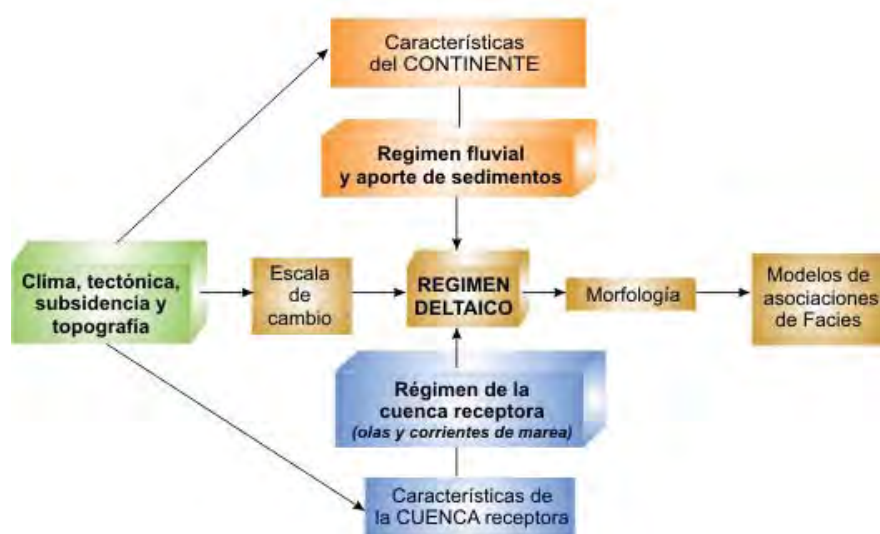 Características
del CONTINENTE
Regimen fluvial
y aporte de sedimentos
Clima, tectónica,
subsidencia y
topografía
Escala
de
cambio
REGIMEN
DELTAICO
Morfología
Modelos de
asociaciones
de Facies
Régimen de la
cuenca receptora
(olas y corrientes de marea)
Características de
la CUENCA receptora